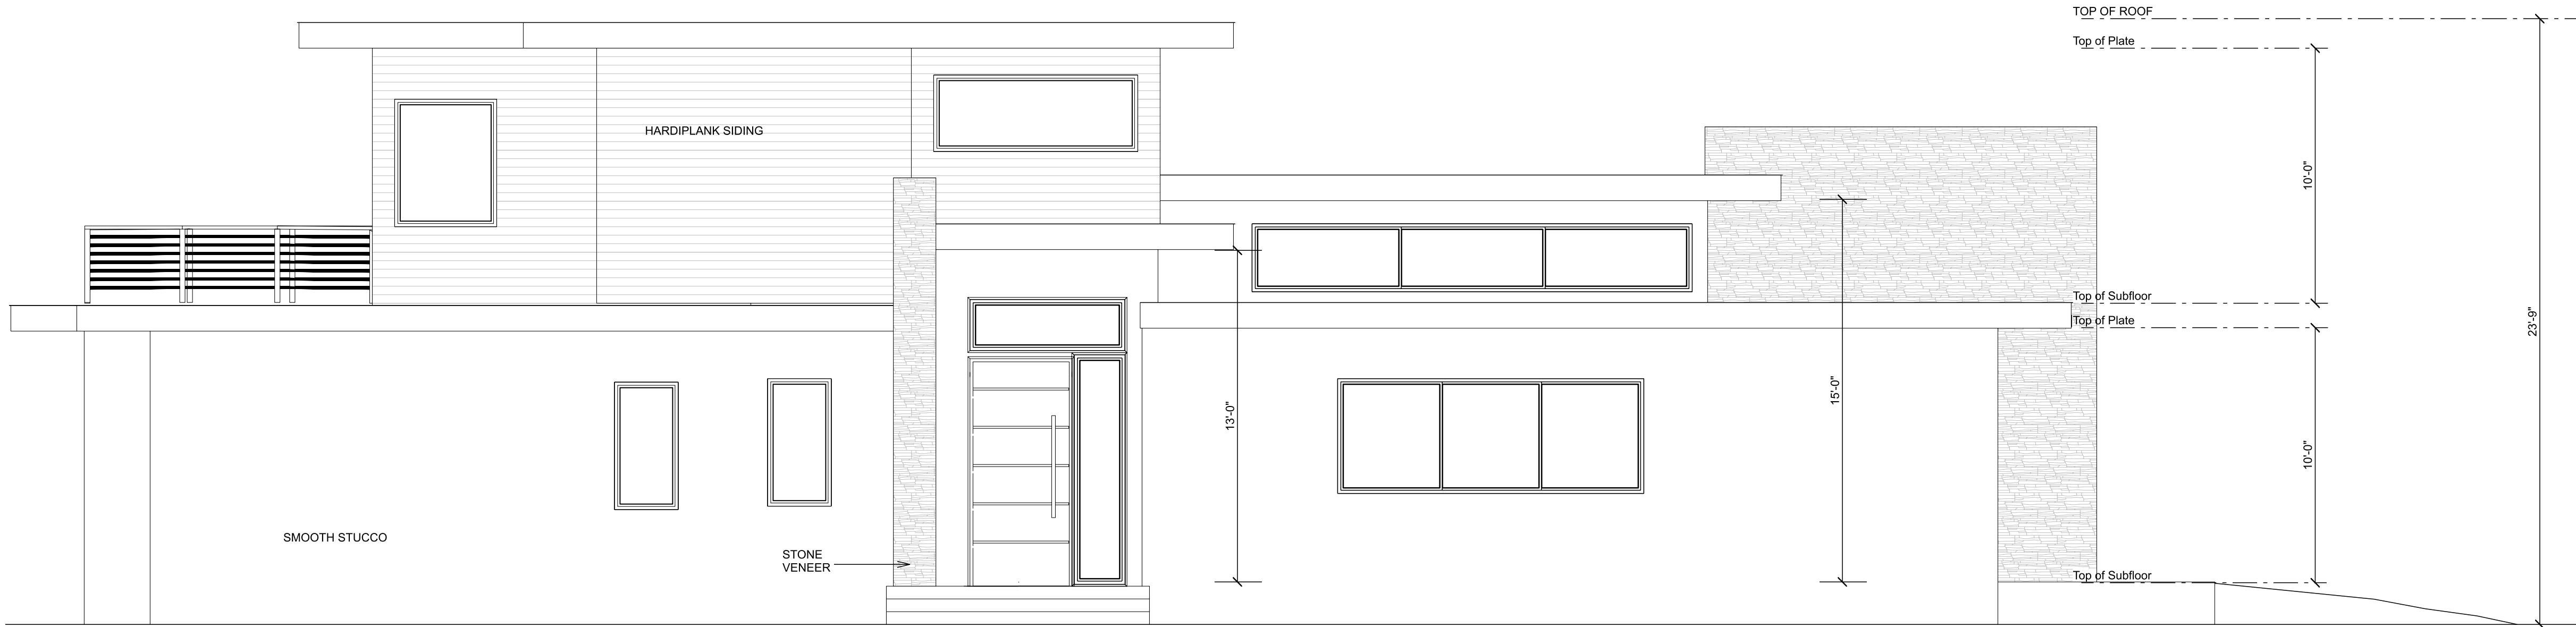 TOP OF ROOF
Top of Plate
HARDIPLANK SIDING
10'-0"
Top of Subfloor
Top of Plate
23'-9"
15'-0"
13'-0"
10'-0"
SMOOTH STUCCO
STONE
VENEER
Top of Subfloor